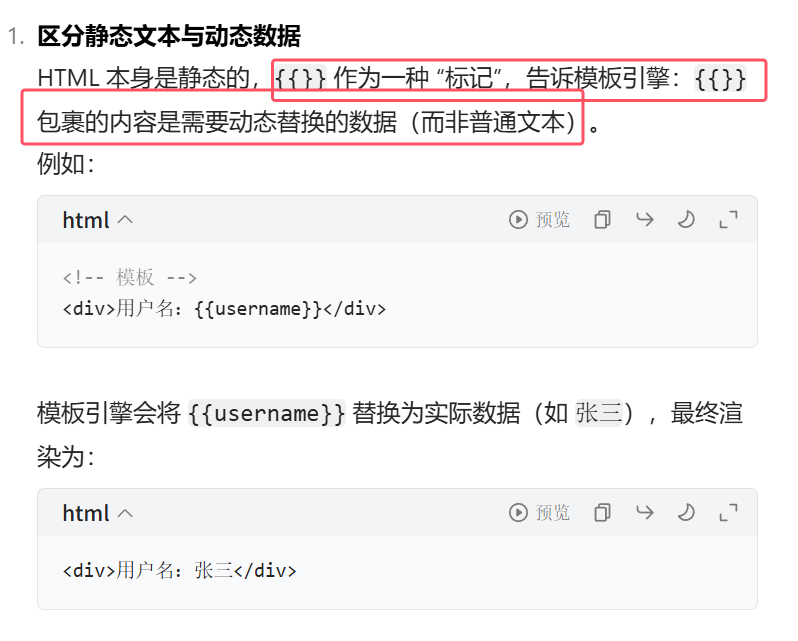 1. 区分静态文本与动态数据
HTML 本身是静态的，{{}} 作为一种 “标记”，告诉模板引擎：{{}}
包裹的内容是需要动态替换的数据（而非普通文本）。
例如：
html 预览
<!-- 模板 -->
<div>用户名：{{username}}</div>
模板引擎会将 {{username}} 替换为实际数据（如 张三），最终渲
染为：
html 预览
<div>用户名：张三</div>